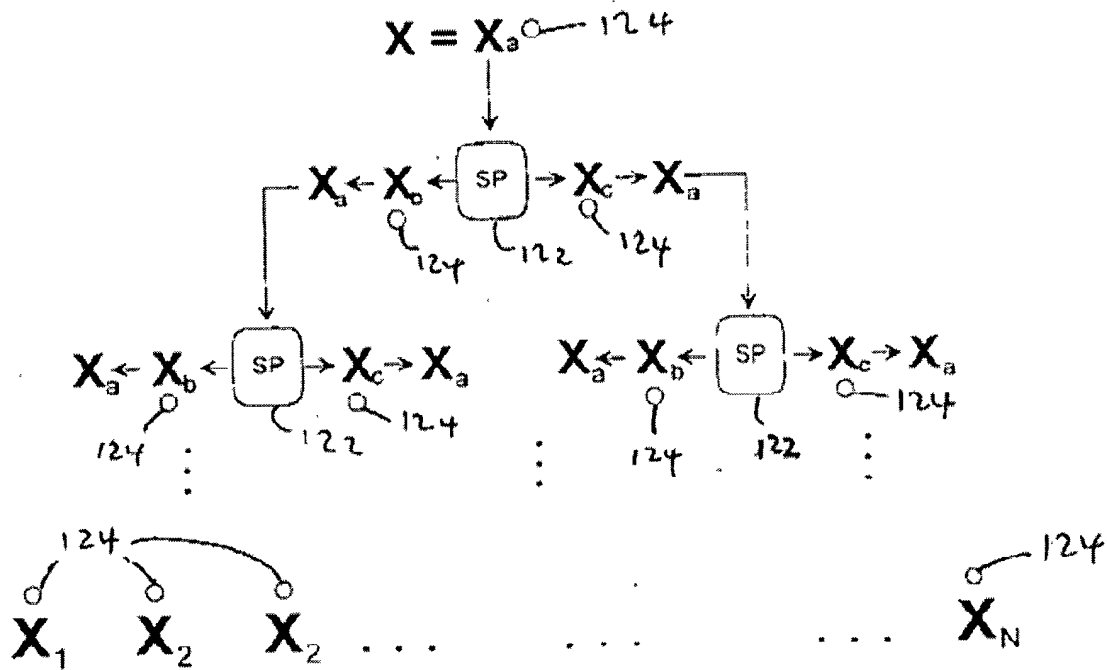 X = Xa 124
Xa ← Xb ← SP → Xc → Xa
124 122 124
Xa ← Xb ← SP → Xc → Xa Xa ← Xb ← SP → Xc → Xa
124 122 124 124 122 124
124 124
X1 X2 X2 . . . . . . . . . XN